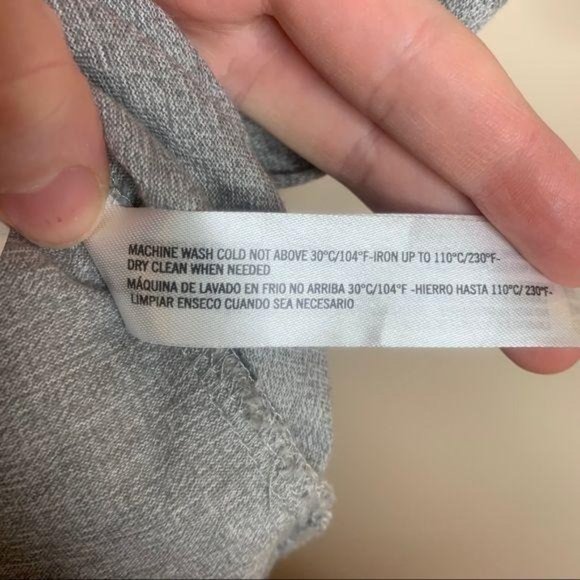 MACHINE WASH COLD NOT ABOVE 30°C/104°F-IRON UP TO 110°C/230°F-
DRY CLEAN WHEN NEEDED
MÁQUINA DE LAVADO EN FRIO NO ARRIBA 30°C/104°F -HIERRO HASTA 110°C/ 230°F-
LIMPIAR ENSECO CUANDO SEA NECESARIO